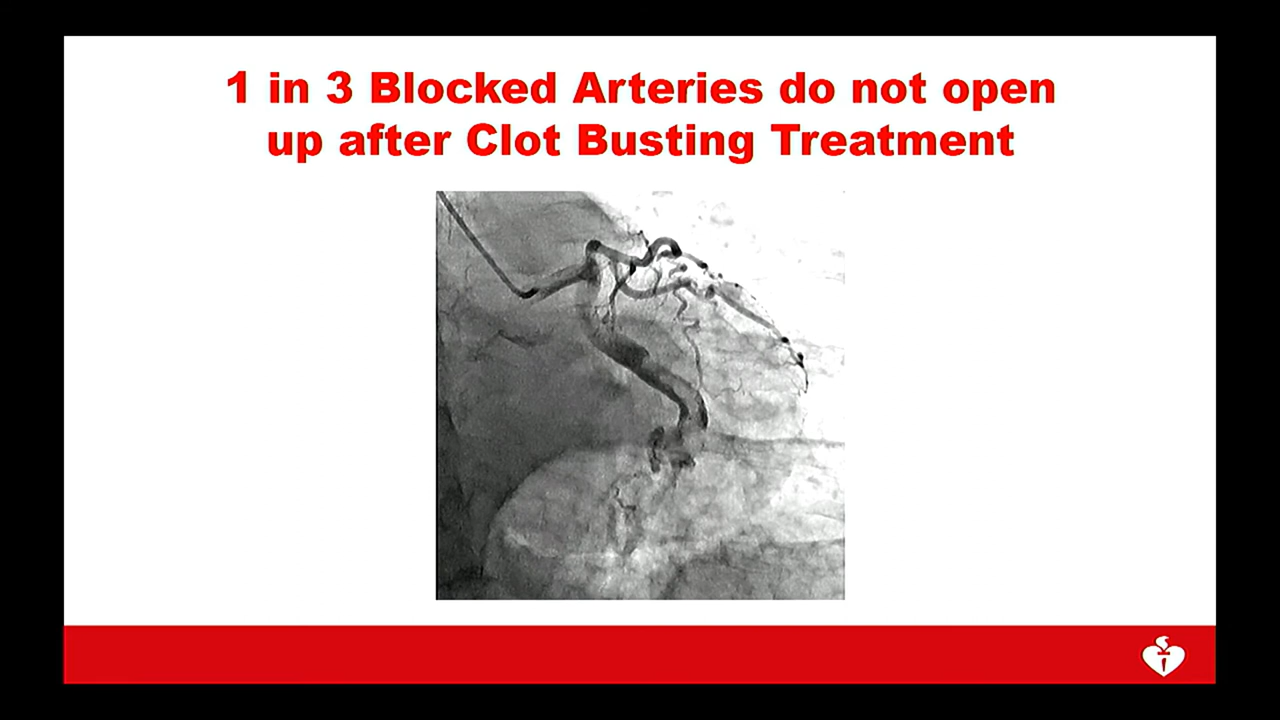 1 in 3 Blocked Arteries do not open
up after Clot Busting Treatment